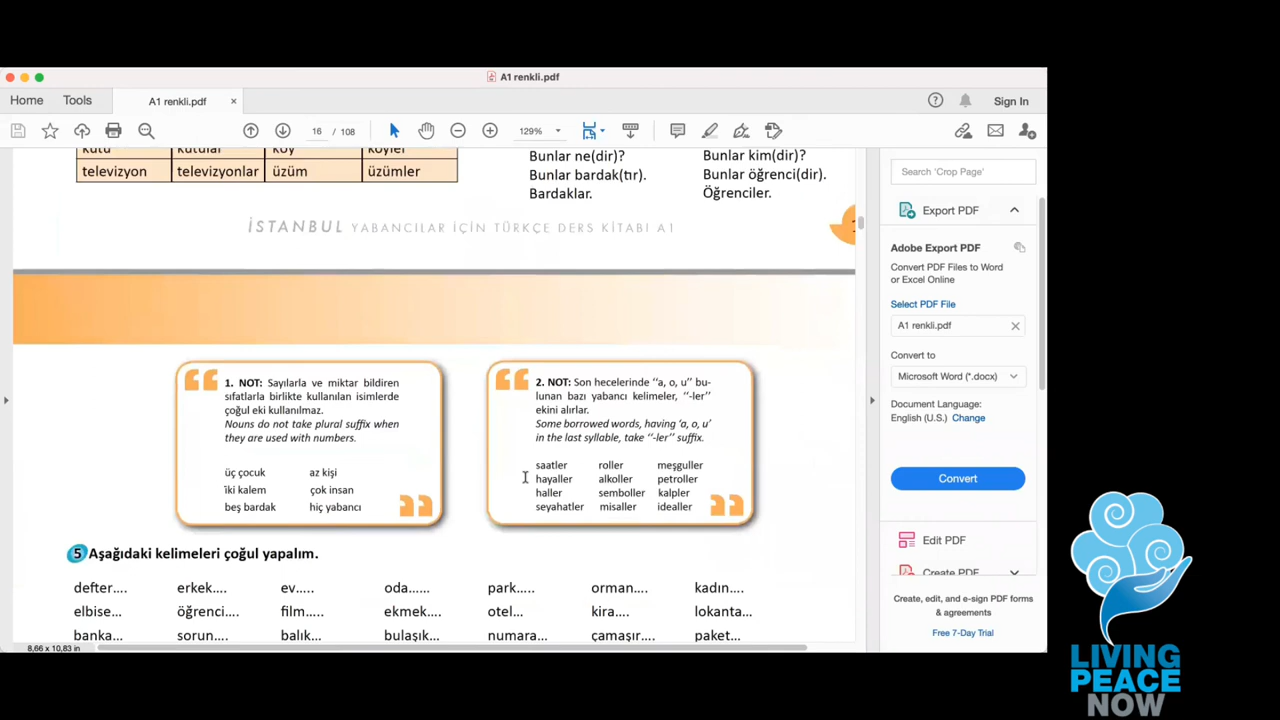 A1 renkli.pdf
Home Tools A1 renkli.pdf × Sign In
16 / 108 129%
kutu kutular köy köyler
televizyon televizyonlar üzüm üzümler
Bunlar ne(dir)?
Bunlar bardak(tır).
Bardaklar.
Bunlar kim(dir)?
Bunlar öğrenci(dir).
Öğrenciler.
İSTANBUL YABANCILAR İÇİN TÜRKÇE DERS KİTABI A1
1. NOT: Sayılarla ve miktar bildiren
sıfatlarla birlikte kullanılan isimlerde
çoğul eki kullanılmaz.
Nouns do not take plural suffix when
they are used with numbers.
üç çocuk az kişi
iki kalem çok insan
beş bardak hiç yabancı
2. NOT: Son hecelerinde "a, o, u" bu-
lunan bazı yabancı kelimeler, "-ler"
ekini alırlar.
Some borrowed words, having 'a, o, u'
in the last syllable, take "-ler" suffix.
saatler roller meşguller
hayaller alkoller petroller
haller semboller kalpler
seyahatler misaller idealler
5 Aşağıdaki kelimeleri çoğul yapalım.
defter.... erkek.... ev..... oda...... park..... orman.... kadın....
elbise... öğrenci.... film..... ekmek.... otel... kira.... lokanta...
banka... sorun.... balık... bulaşık... numara... çamaşır.... paket...
8,66 x 10,83 in
Search 'Crop Page'
Export PDF
Adobe Export PDF
Convert PDF Files to Word
or Excel Online
Select PDF File
A1 renkli.pdf ×
Convert to
Microsoft Word (*.docx)
Document Language:
English (U.S.) Change
Convert
Edit PDF
Create PDF
Create, edit, and e-sign PDF forms
& agreements
Free 7-Day Trial
LIVING
PEACE
NOW